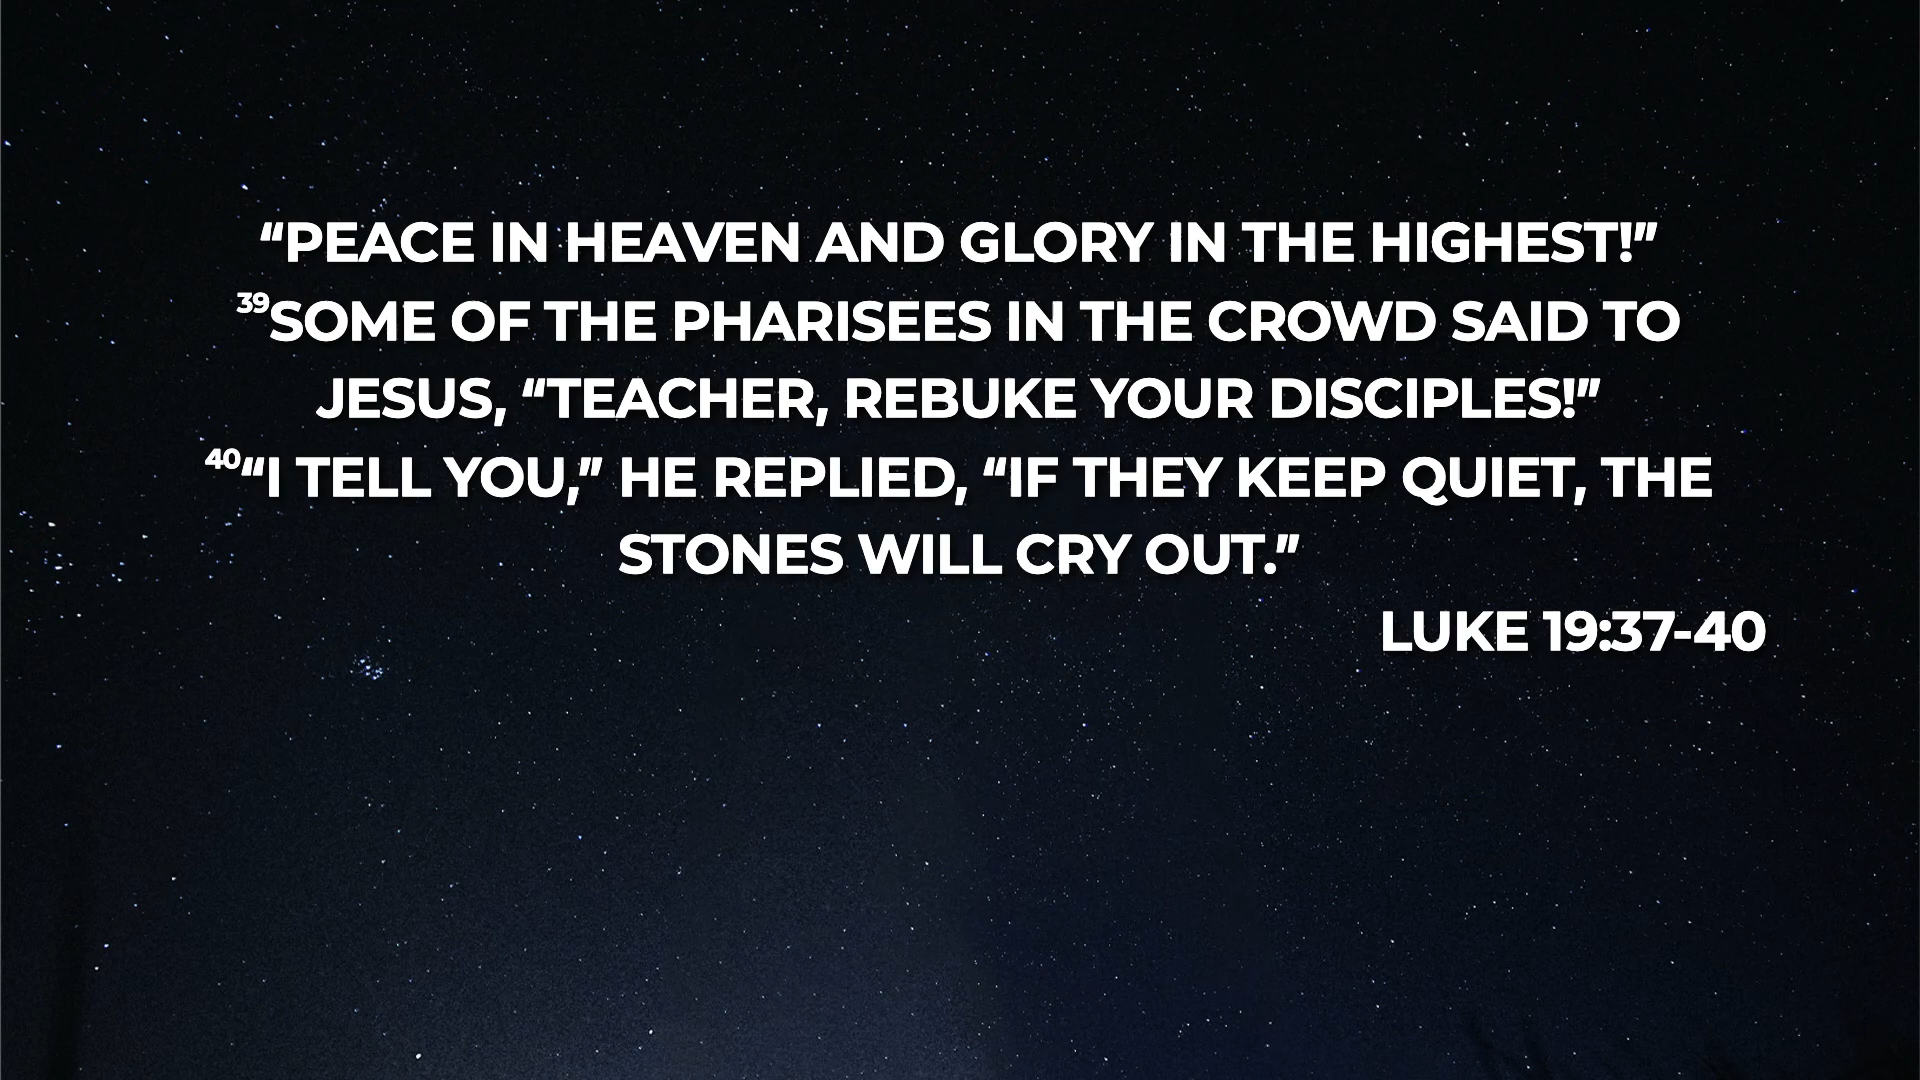 “PEACE IN HEAVEN AND GLORY IN THE HIGHEST!”
39SOME OF THE PHARISEES IN THE CROWD SAID TO
JESUS, “TEACHER, REBUKE YOUR DISCIPLES!”
40“I TELL YOU,” HE REPLIED, “IF THEY KEEP QUIET, THE
STONES WILL CRY OUT.”
LUKE 19:37-40